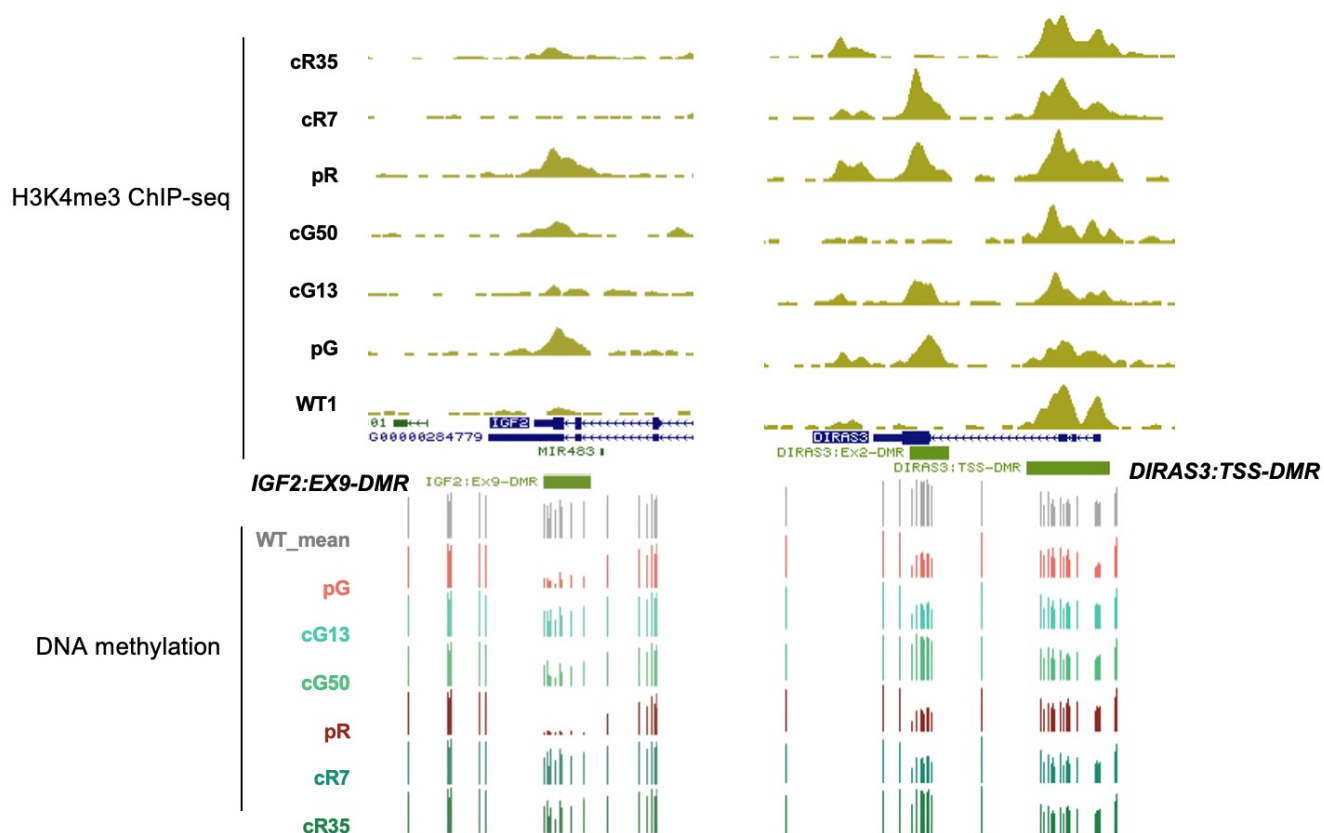 cR35
cR7
H3K4me3 ChIP-seq
pR
cG50
cG13
pG
WT1
01 IGF2 DIRAS3
G00000284779
MIR483 DIRAS3:Ex2-DMR
DIRAS3:TSS-DMR DIRAS3:TSS-DMR
IGF2:EX9-DMR IGF2:Ex9-DMR
WT_mean
pG
cG13
DNA methylation
cG50
pR
cR7
cR35